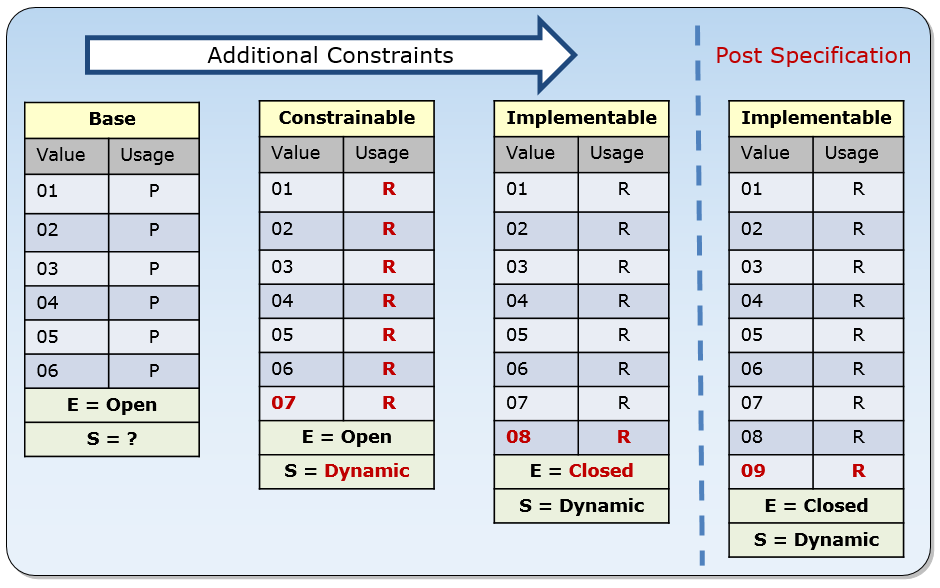 Additional Constraints
Post Specification
Base
Value Usage
01 P
02 P
03 P
04 P
05 P
06 P
E = Open
S = ?
Constrainable
Value Usage
01 R
02 R
03 R
04 R
05 R
06 R
07 R
E = Open
S = Dynamic
Implementable
Value Usage
01 R
02 R
03 R
04 R
05 R
06 R
07 R
08 R
E = Closed
S = Dynamic
Implementable
Value Usage
01 R
02 R
03 R
04 R
05 R
06 R
07 R
08 R
09 R
E = Closed
S = Dynamic